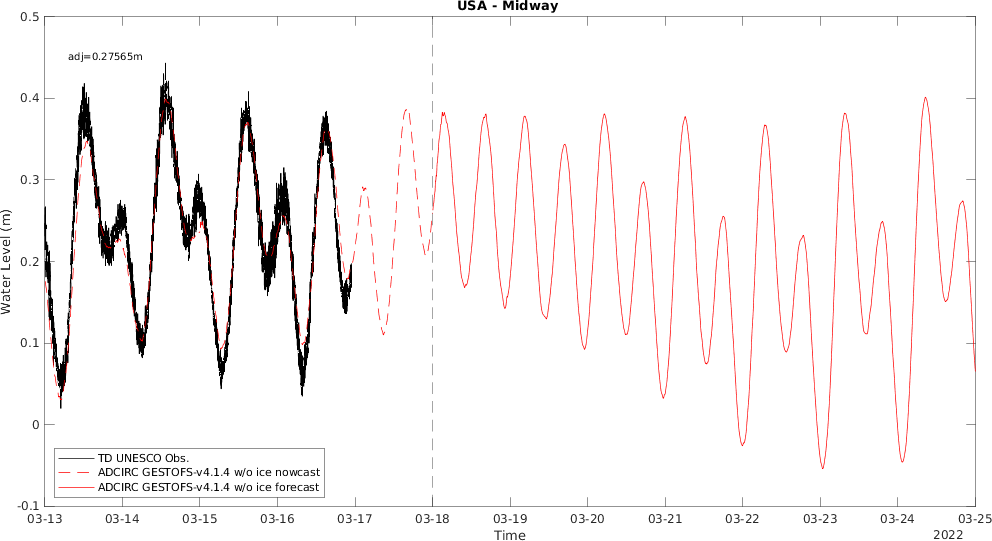 USA - Midway
0.5
adj=0.27565m
0.4
0.3
0.2
0.1
0
-0.1
Water Level (m)
TD UNESCO Obs.
ADCIRC GESTOFS-v4.1.4 w/o ice nowcast
ADCIRC GESTOFS-v4.1.4 w/o ice forecast
03-13 03-14 03-15 03-16 03-17 03-18 03-19 03-20 03-21 03-22 03-23 03-24 03-25
Time
2022